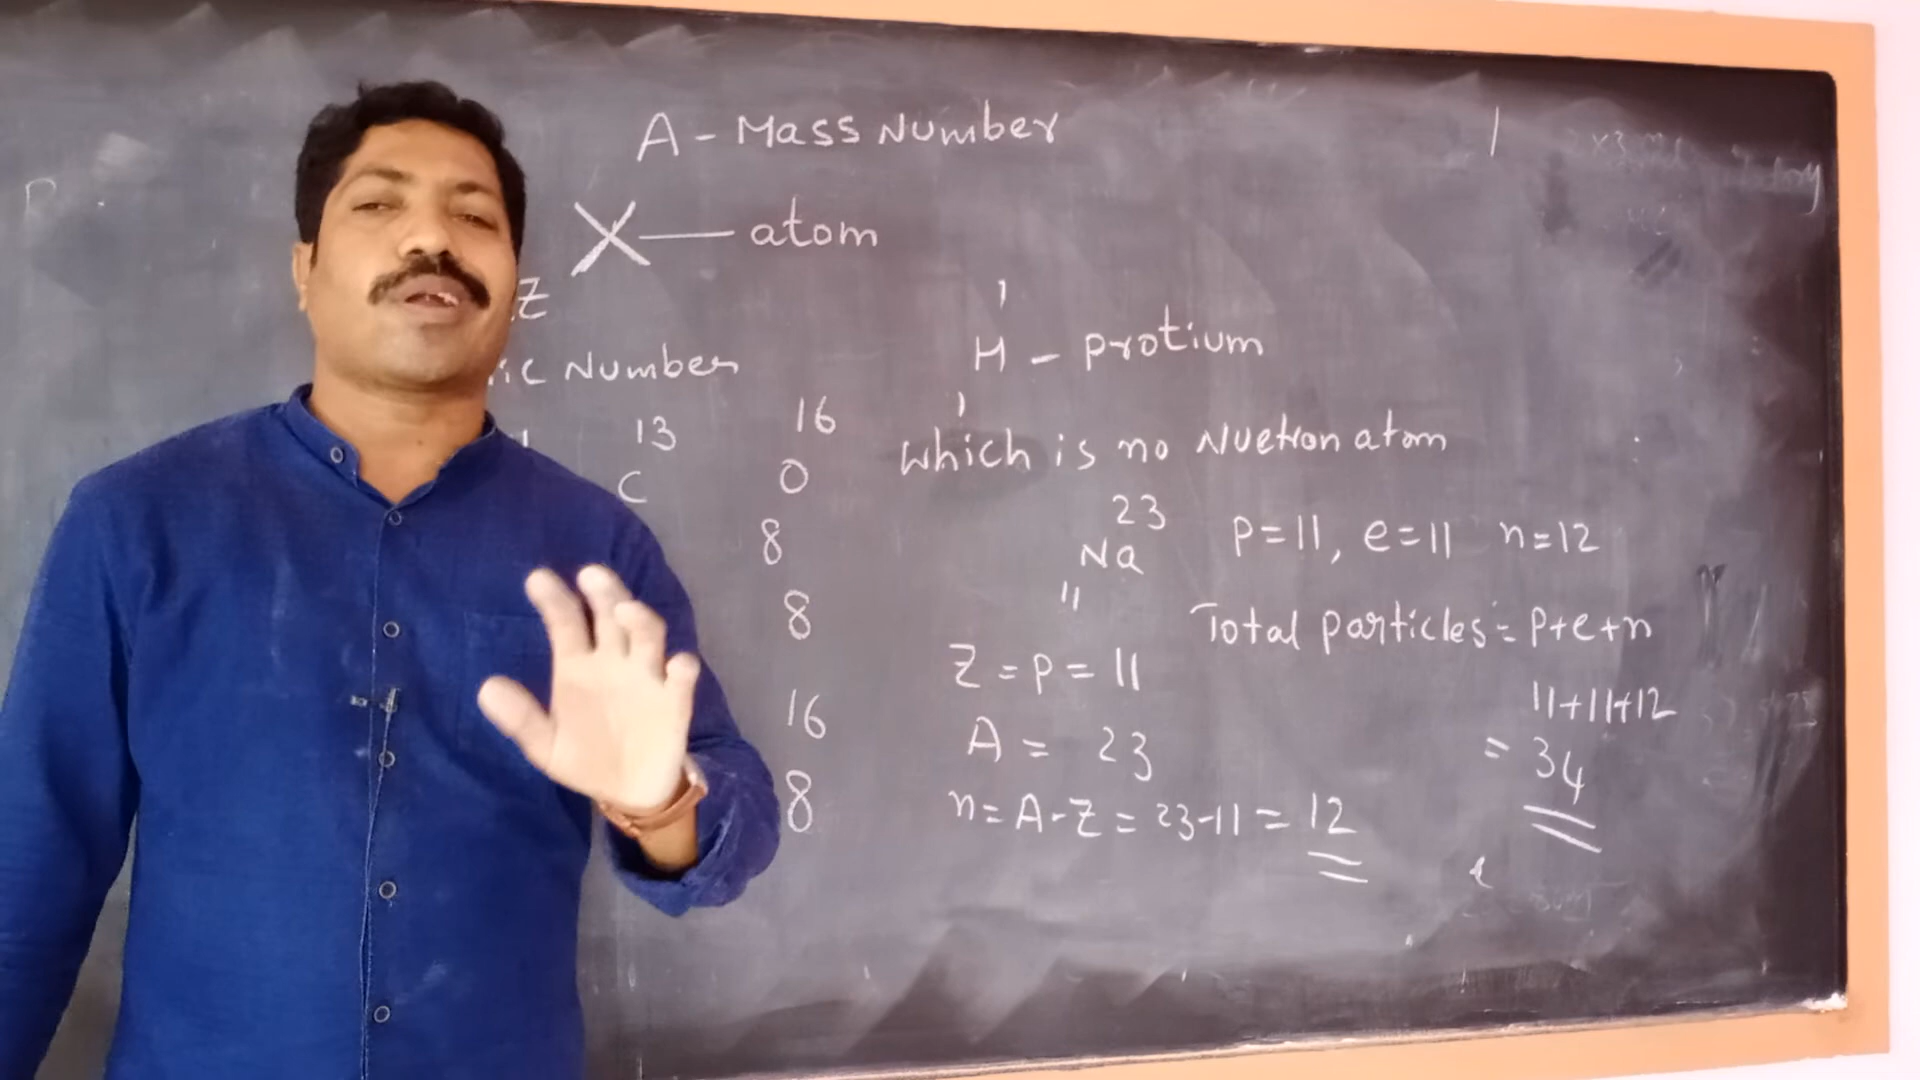 A - Mass Number
X — atom
Z
ic Number
13 16
C O
8
8
16
8
1
H - protium
1
which is no Nuetron atom
23
Na
11
P=11, e=11 n=12
Total particles = P+e+n
11+11+12
= 34
Z = P = 11
A = 23
n = A-Z = 23-11 = 12